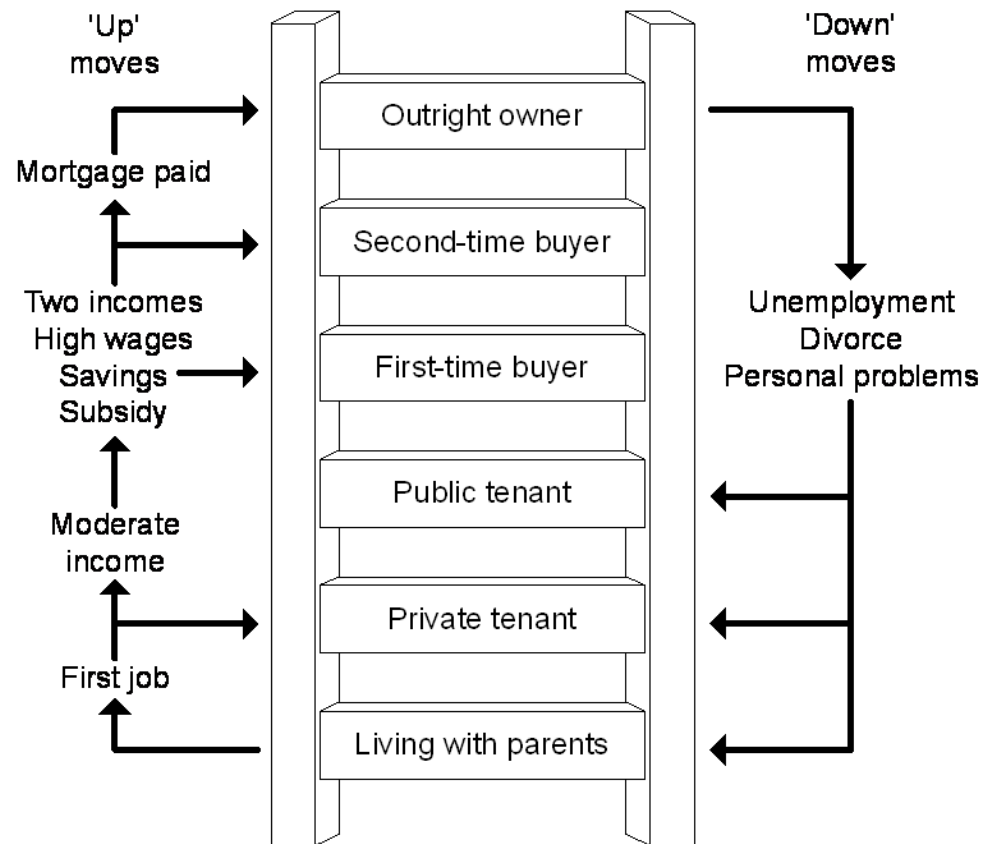 'Up'
moves
'Down'
moves
Outright owner
Mortgage paid
Second-time buyer
Two incomes
High wages
Savings
Subsidy
Unemployment
Divorce
Personal problems
First-time buyer
Public tenant
Moderate
income
Private tenant
First job
Living with parents